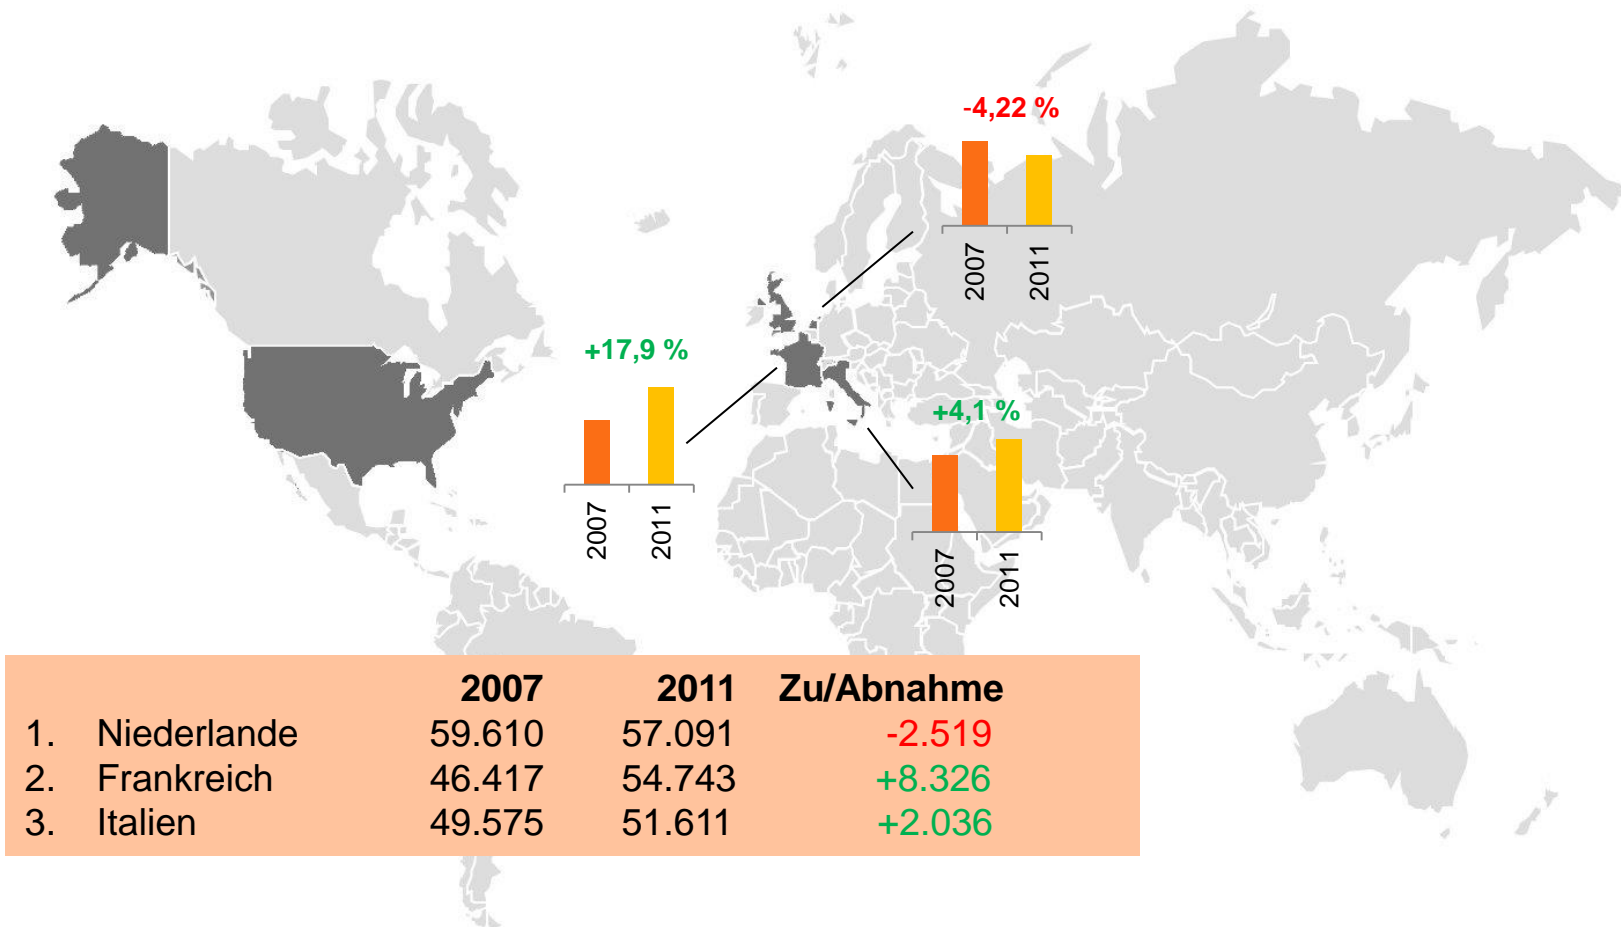 -4,22 %
2007
2011
+17,9 %
2007
2011
+4,1 %
2007
2011
2007 2011 Zu/Abnahme
1. Niederlande 59.610 57.091 -2.519
2. Frankreich 46.417 54.743 +8.326
3. Italien 49.575 51.611 +2.036